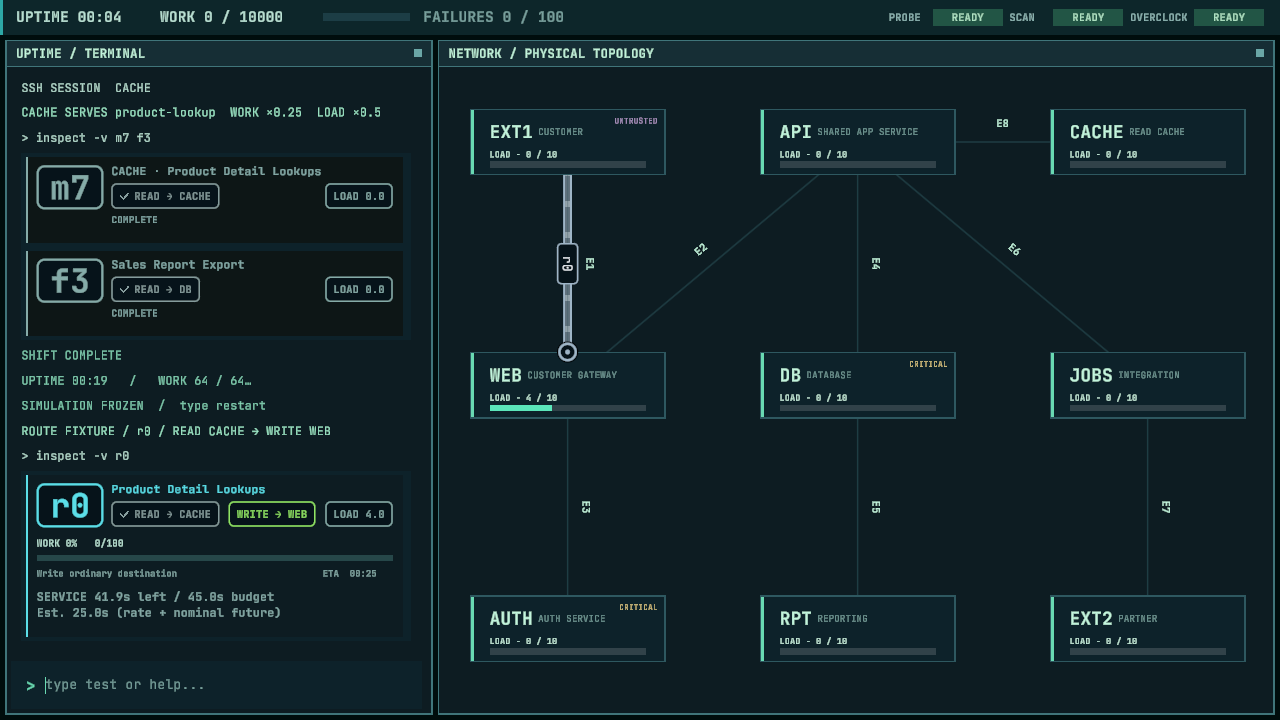 UPTIME 00:04 WORK 0 / 10000 FAILURES 0 / 100 PROBE READY SCAN READY OVERCLOCK READY
UPTIME / TERMINAL
SSH SESSION CACHE
CACHE SERVES product-lookup WORK ×0.25 LOAD ×0.5
> inspect -v m7 f3
m7 CACHE · Product Detail Lookups
✓ READ → CACHE LOAD 0.0
COMPLETE
f3 Sales Report Export
✓ READ → DB LOAD 0.0
COMPLETE
SHIFT COMPLETE
UPTIME 00:19 / WORK 64 / 64…
SIMULATION FROZEN / type restart
ROUTE FIXTURE / r0 / READ CACHE → WRITE WEB
> inspect -v r0
r0 Product Detail Lookups
✓ READ → CACHE WRITE → WEB LOAD 4.0
WORK 0% 0/100
Write ordinary destination ETA 00:25
SERVICE 41.9s left / 45.0s budget
Est. 25.0s (rate + nominal future)
> type test or help...
NETWORK / PHYSICAL TOPOLOGY
EXT1 CUSTOMER UNTRUSTED
LOAD - 0 / 10
API SHARED APP SERVICE
LOAD - 0 / 10
E8
CACHE READ CACHE
LOAD - 0 / 10
r0
E1
E2
E4
E6
WEB CUSTOMER GATEWAY
LOAD - 4 / 10
DB DATABASE CRITICAL
LOAD - 0 / 10
JOBS INTEGRATION
LOAD - 0 / 10
E3
E5
E7
AUTH AUTH SERVICE CRITICAL
LOAD - 0 / 10
RPT REPORTING
LOAD - 0 / 10
EXT2 PARTNER
LOAD - 0 / 10